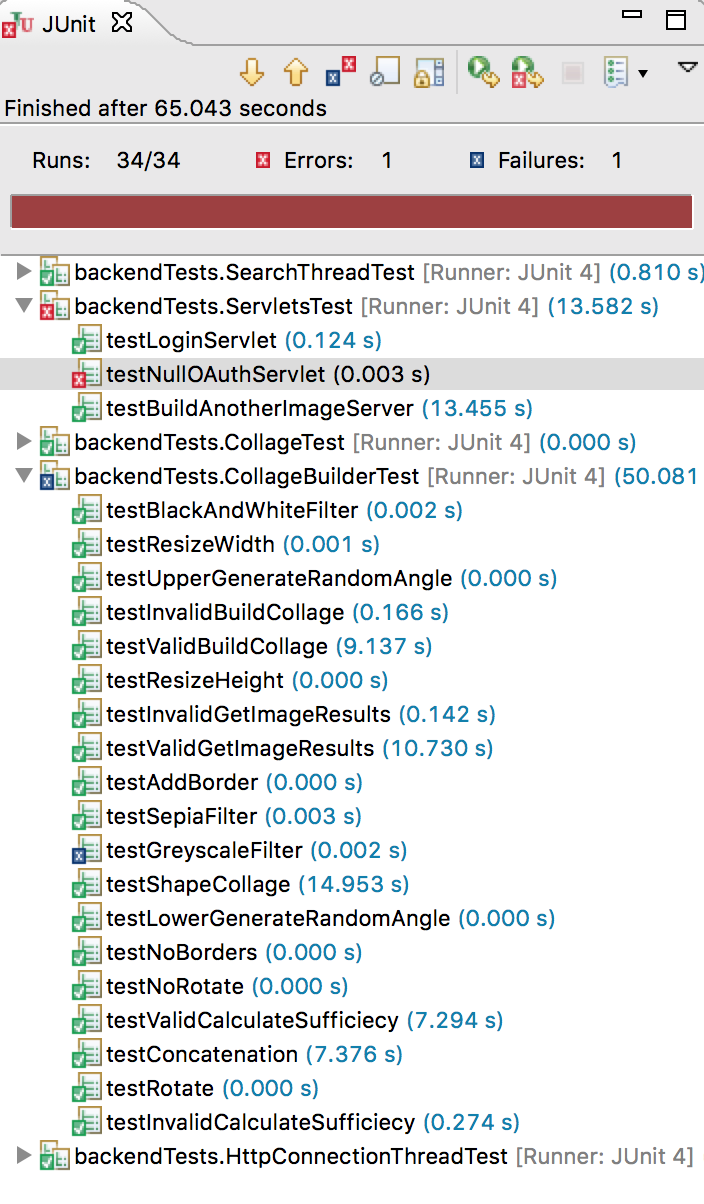 JUnit
Finished after 65.043 seconds
Runs: 34/34 Errors: 1 Failures: 1
backendTests.SearchThreadTest [Runner: JUnit 4] (0.810 s)
backendTests.ServletsTest [Runner: JUnit 4] (13.582 s)
testLoginServlet (0.124 s)
testNullOAuthServlet (0.003 s)
testBuildAnotherImageServer (13.455 s)
backendTests.CollageTest [Runner: JUnit 4] (0.000 s)
backendTests.CollageBuilderTest [Runner: JUnit 4] (50.081
testBlackAndWhiteFilter (0.002 s)
testResizeWidth (0.001 s)
testUpperGenerateRandomAngle (0.000 s)
testInvalidBuildCollage (0.166 s)
testValidBuildCollage (9.137 s)
testResizeHeight (0.000 s)
testInvalidGetImageResults (0.142 s)
testValidGetImageResults (10.730 s)
testAddBorder (0.000 s)
testSepiaFilter (0.003 s)
testGreyscaleFilter (0.002 s)
testShapeCollage (14.953 s)
testLowerGenerateRandomAngle (0.000 s)
testNoBorders (0.000 s)
testNoRotate (0.000 s)
testValidCalculateSufficiecy (7.294 s)
testConcatenation (7.376 s)
testRotate (0.000 s)
testInvalidCalculateSufficiecy (0.274 s)
backendTests.HttpConnectionThreadTest [Runner: JUnit 4]